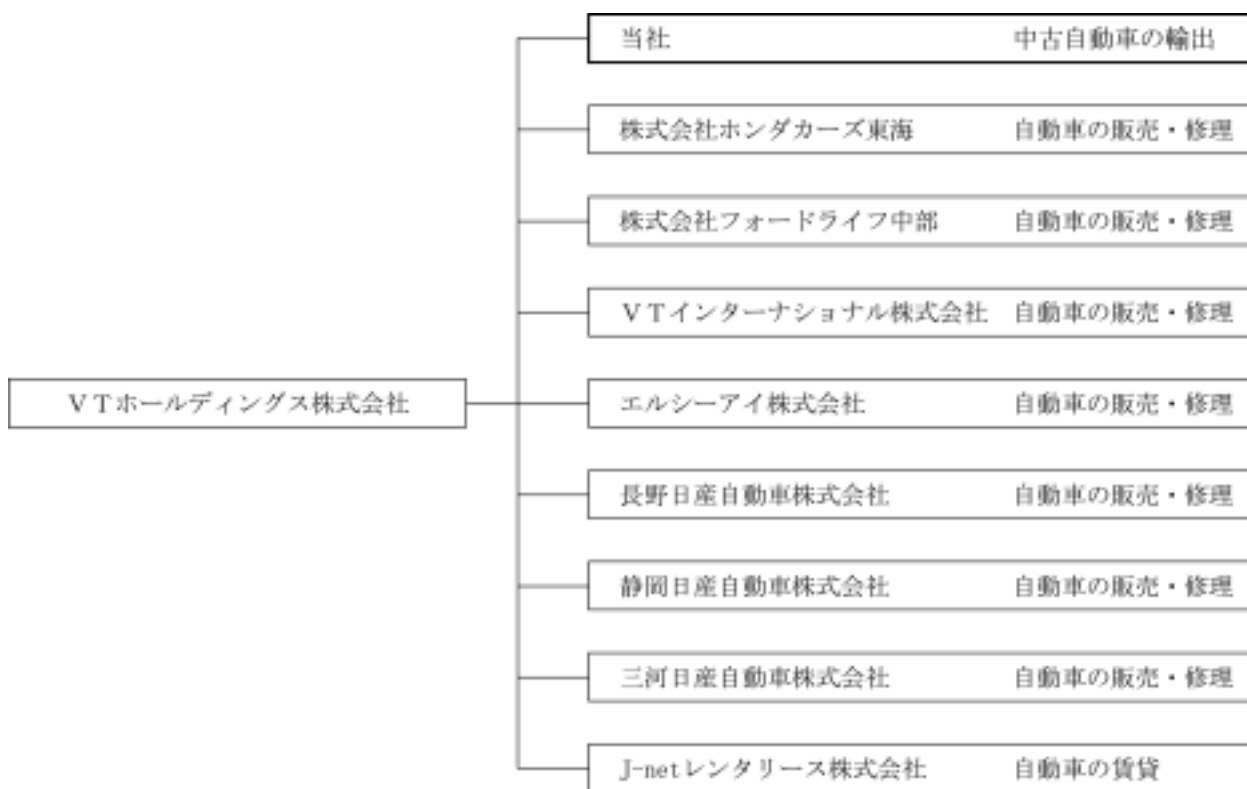 当社 中古自動車の輸出
株式会社ホンダカーズ東海 自動車の販売・修理
株式会社フォードライフ中部 自動車の販売・修理
ＶＴインターナショナル株式会社 自動車の販売・修理
ＶＴホールディングス株式会社
エルシーアイ株式会社 自動車の販売・修理
長野日産自動車株式会社 自動車の販売・修理
静岡日産自動車株式会社 自動車の販売・修理
三河日産自動車株式会社 自動車の販売・修理
J-netレンタリース株式会社 自動車の賃貸